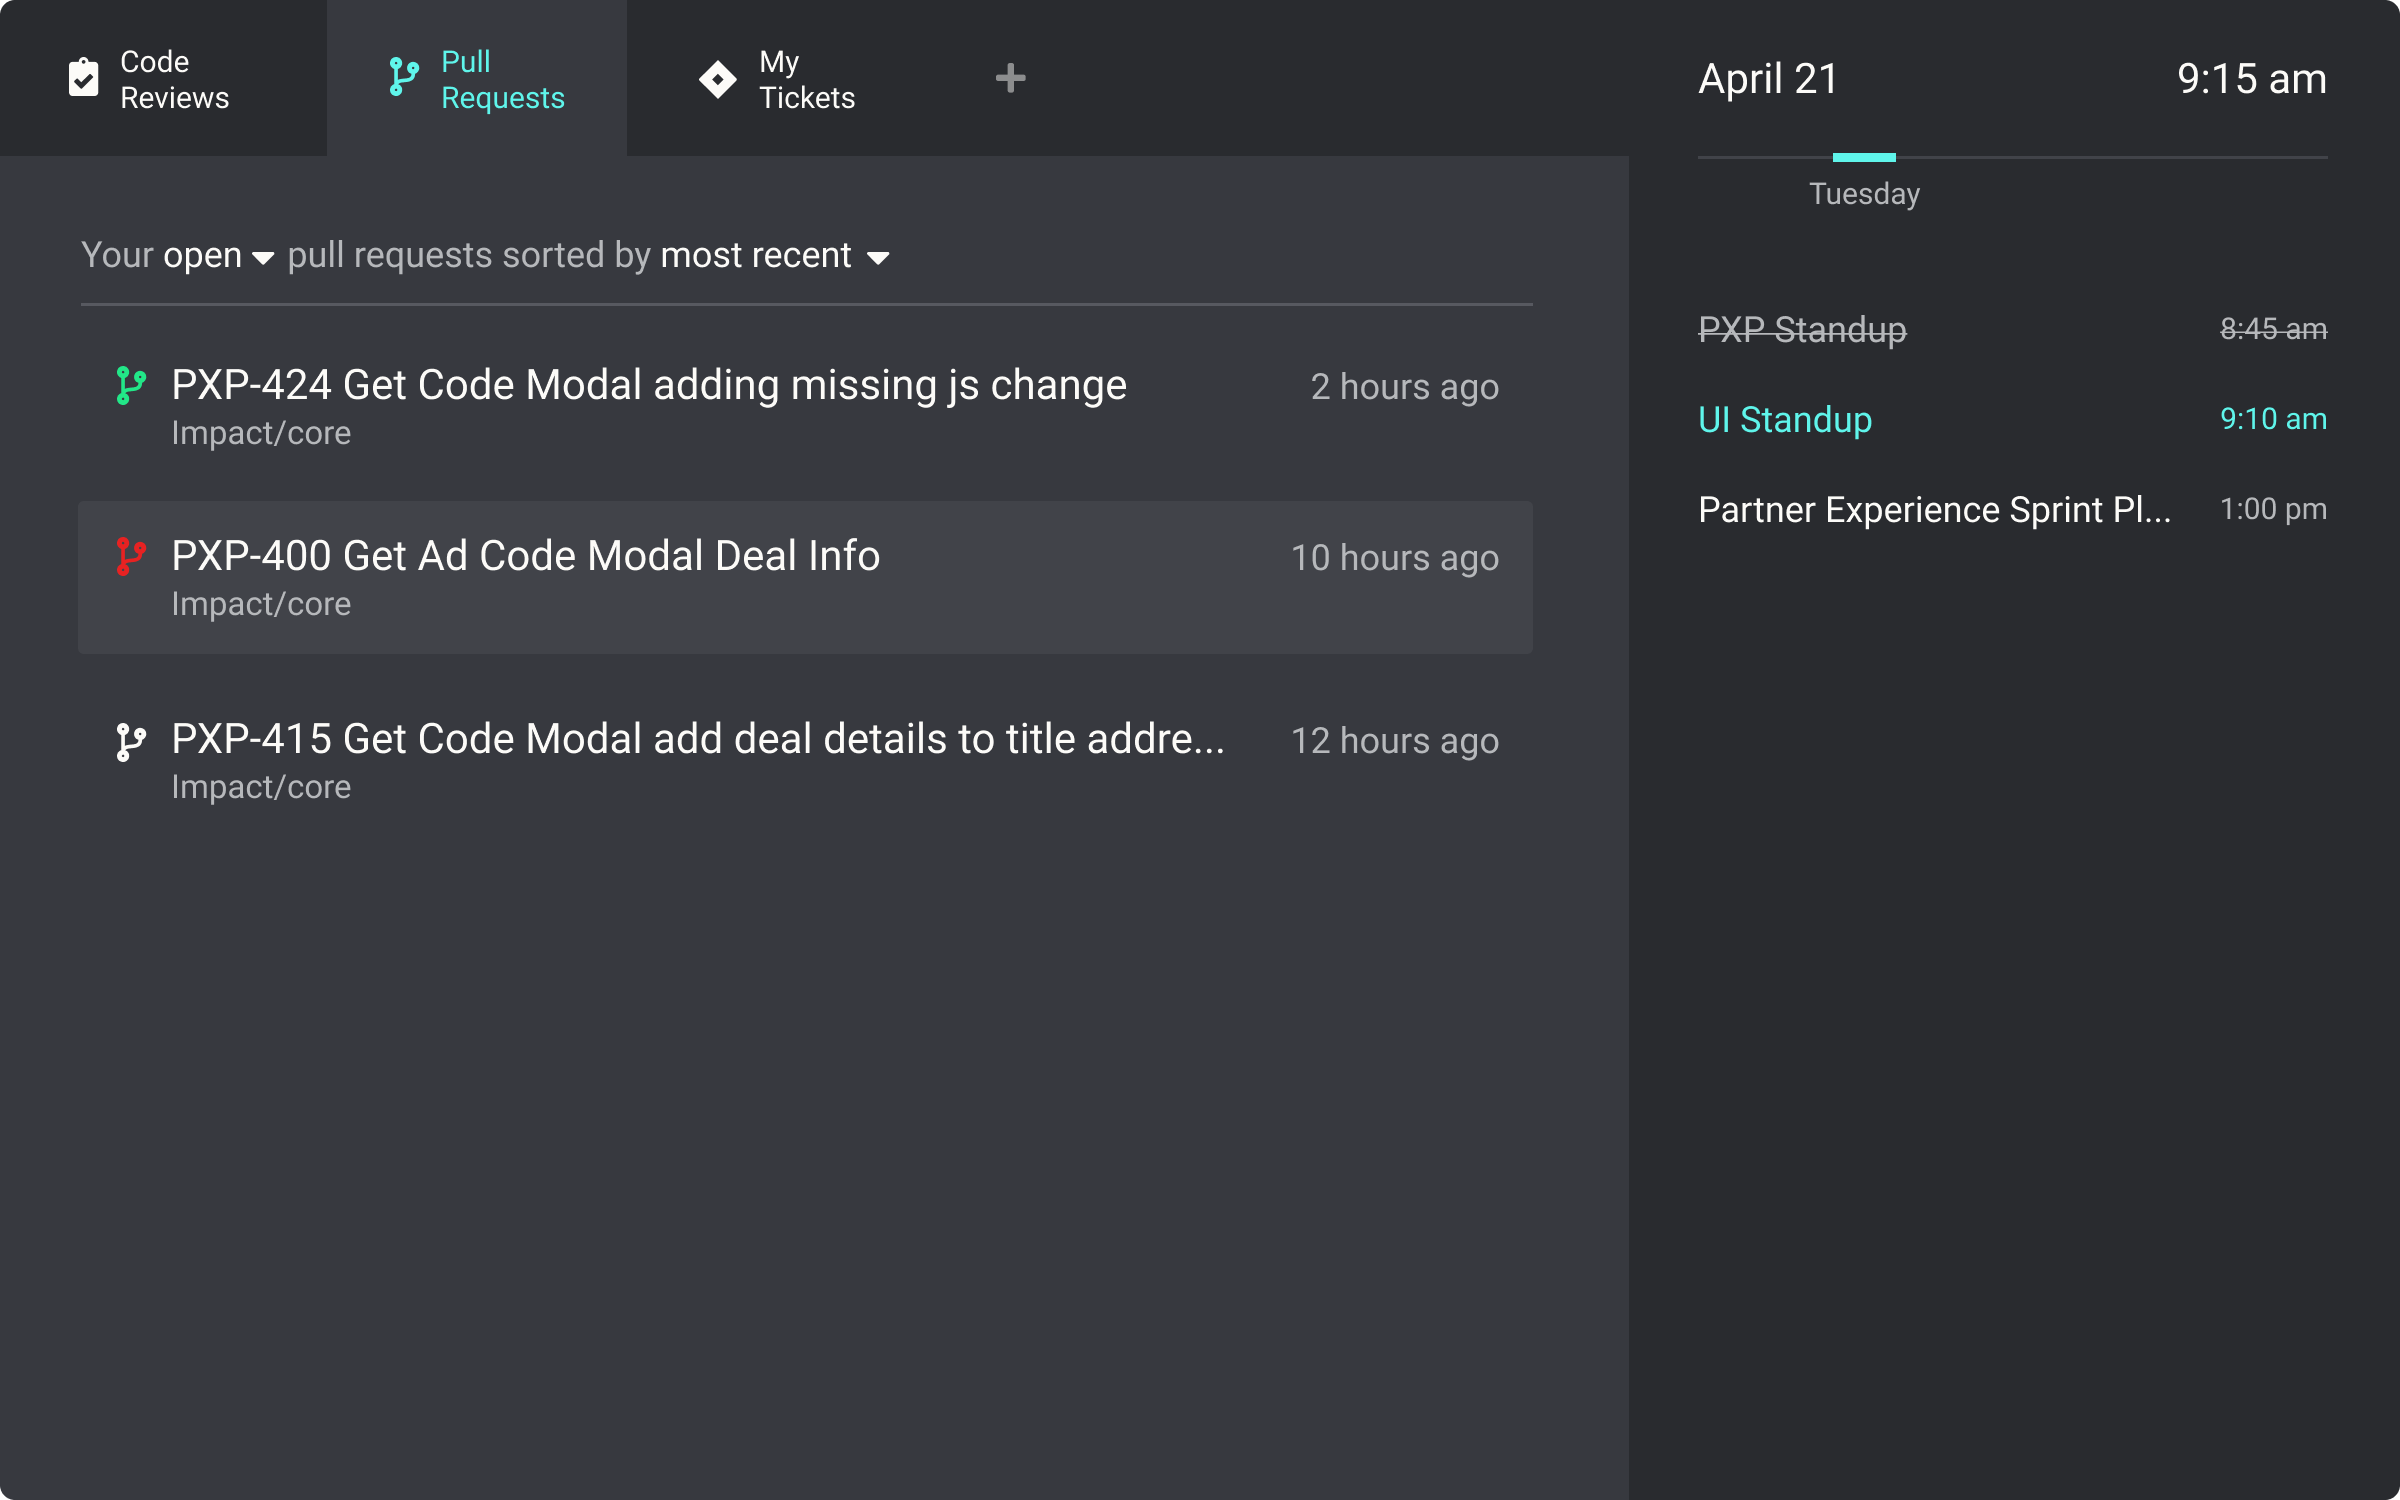 Code
Reviews
Pull
Requests
My
Tickets
April 21
9:15 am
Tuesday
Your open pull requests sorted by most recent
PXP-424 Get Code Modal adding missing js change
2 hours ago
Impact/core
PXP-400 Get Ad Code Modal Deal Info
10 hours ago
Impact/core
PXP-415 Get Code Modal add deal details to title addre...
12 hours ago
Impact/core
PXP Standup
8:45 am
UI Standup
9:10 am
Partner Experience Sprint Pl...
1:00 pm